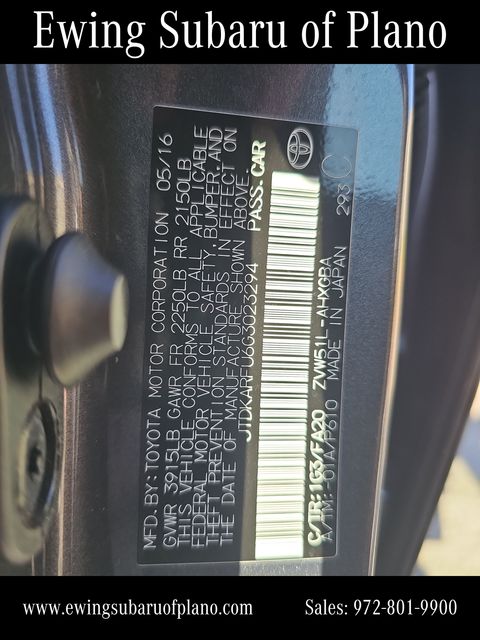 Ewing Subaru of Plano
MFD. BY: TOYOTA MOTOR CORPORATION 05/16
GVWR 3915LB GAWR FR 2250LB RR 2150LB
THIS VEHICLE CONFORMS TO ALL APPLICABLE
FEDERAL MOTOR VEHICLE SAFETY, BUMPER, AND
THEFT PREVENTION STANDARDS IN EFFECT ON
THE DATE OF MANUFACTURE SHOWN ABOVE.
JTDKARFU6G3023294 PASS. CAR
C/TR: 1G3/FA20 ZVW51L-AHXGBA
A/TM: -01A/P610 MADE IN JAPAN 293 C
www.ewingsubaruofplano.com Sales: 972-801-9900